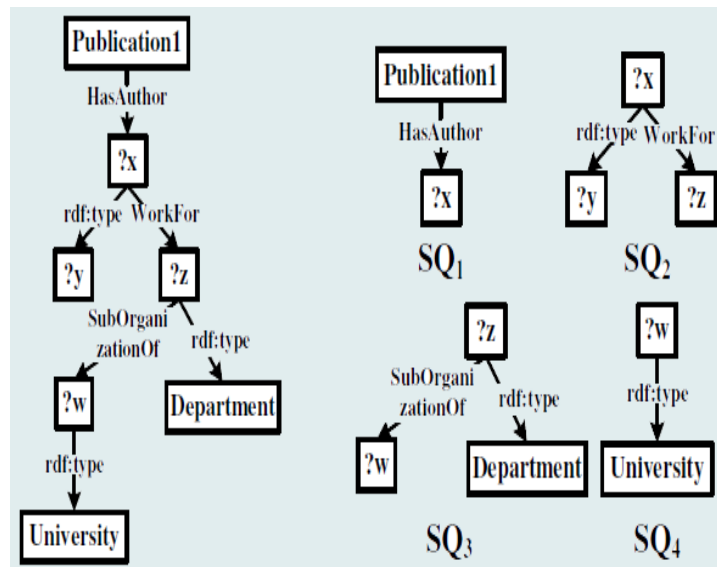 Publication1
HasAuthor
?x
rdf:type WorkFor
?y
?z
SubOrgani
zationOf
rdf:type
?w
Department
rdf:type
University
Publication1
HasAuthor
?x
SQ1
?x
rdf:type WorkFor
?y
?z
SQ2
?z
SubOrgani
zationOf
rdf:type
?w
Department
SQ3
?w
rdf:type
University
SQ4